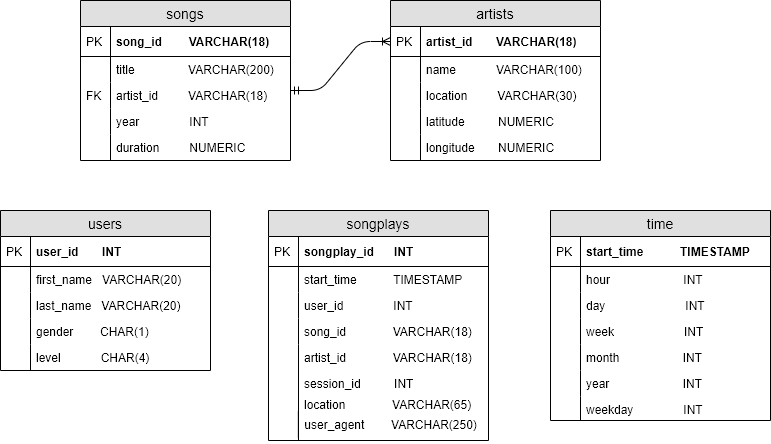 songs
PK song_id VARCHAR(18)
title VARCHAR(200)
FK artist_id VARCHAR(18)
year INT
duration NUMERIC
artists
PK artist_id VARCHAR(18)
name VARCHAR(100)
location VARCHAR(30)
latitude NUMERIC
longitude NUMERIC
users
PK user_id INT
first_name VARCHAR(20)
last_name VARCHAR(20)
gender CHAR(1)
level CHAR(4)
songplays
PK songplay_id INT
start_time TIMESTAMP
user_id INT
song_id VARCHAR(18)
artist_id VARCHAR(18)
session_id INT
location VARCHAR(65)
user_agent VARCHAR(250)
time
PK start_time TIMESTAMP
hour INT
day INT
week INT
month INT
year INT
weekday INT